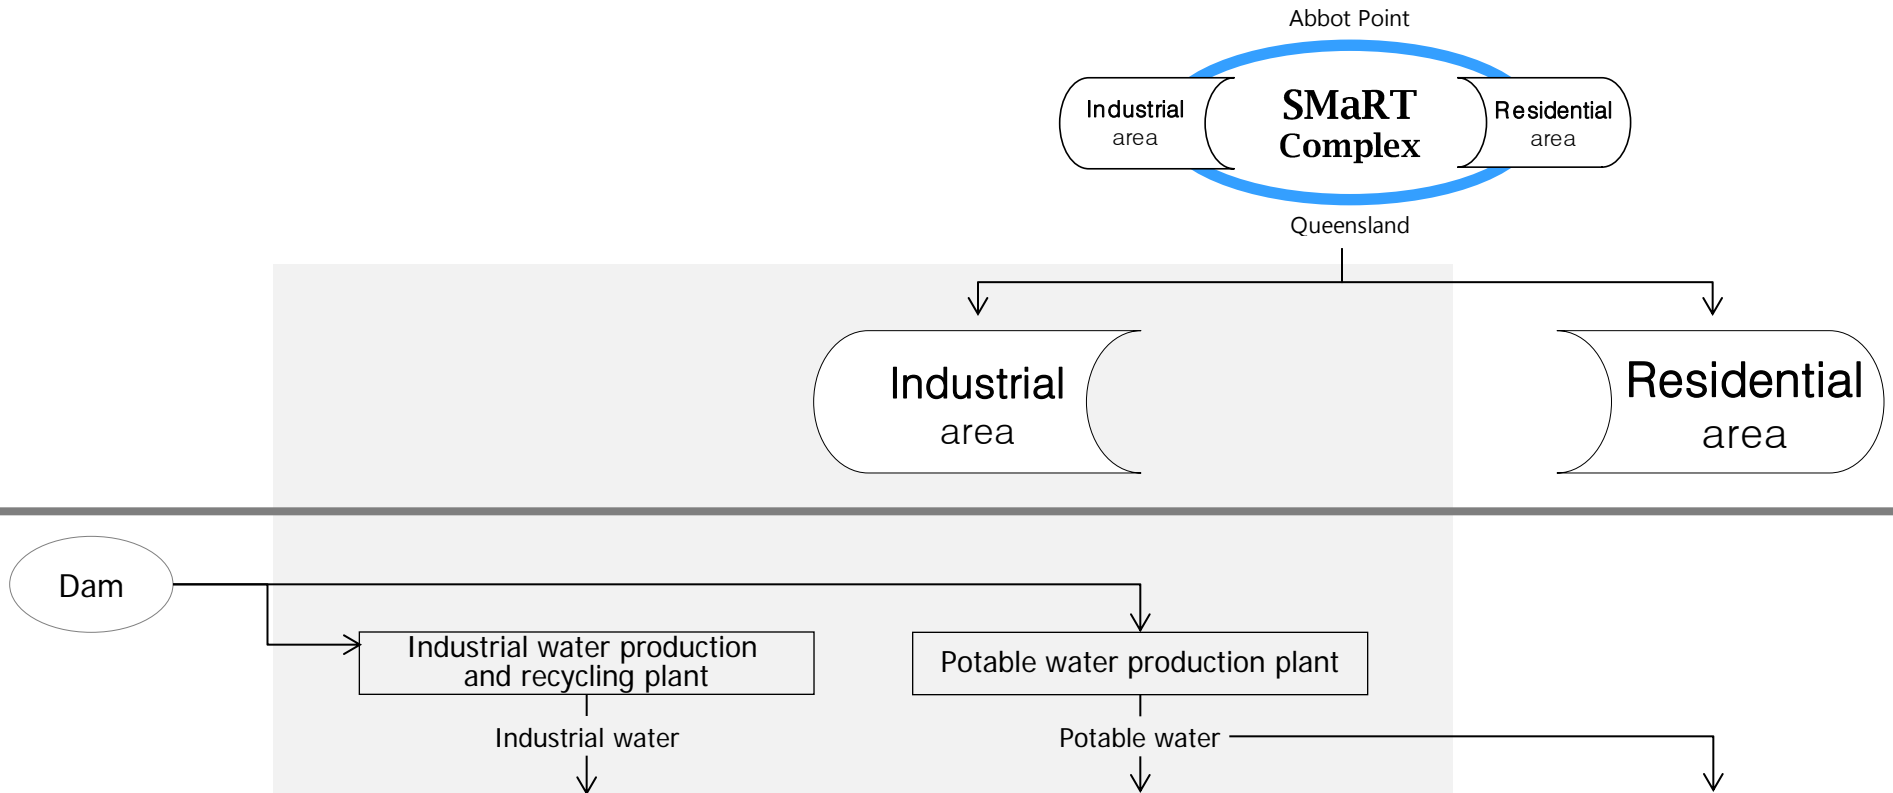 Abbot Point
Industrial
area
SMaRT
Complex
Residential
area
Queensland
Industrial
area
Residential
area
Dam
Industrial water production
and recycling plant
Potable water production plant
Industrial water
Potable water